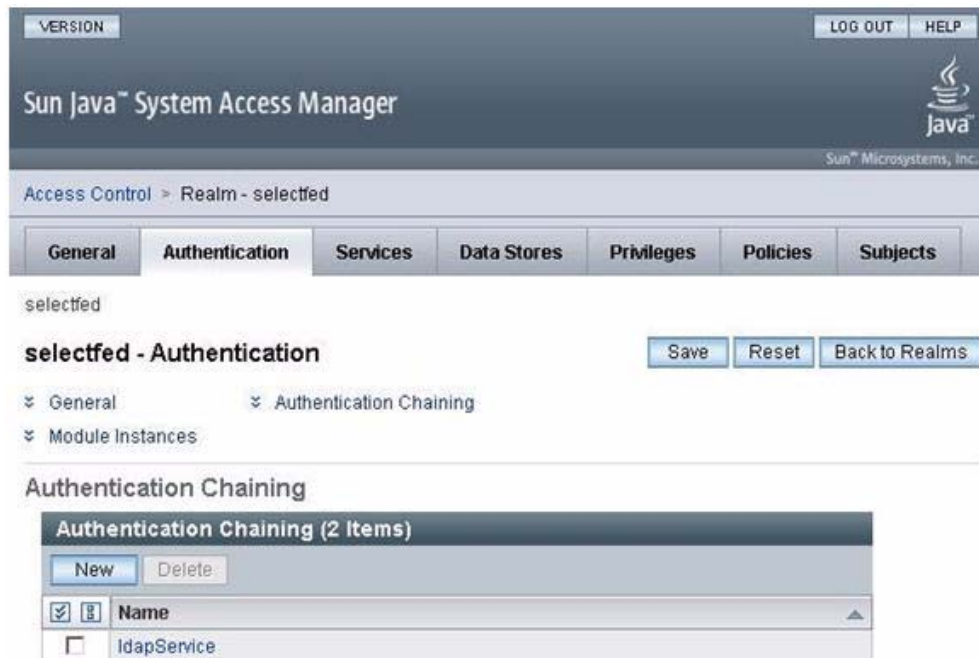 VERSION LOG OUT HELP
Sun Java™ System Access Manager
Java™
Sun™ Microsystems, Inc.
Access Control > Realm - selectfed
General Authentication Services Data Stores Privileges Policies Subjects
selectfed
selectfed - Authentication Save Reset Back to Realms
General Authentication Chaining
Module Instances
Authentication Chaining
Authentication Chaining (2 Items)
New Delete
Name
ldapService